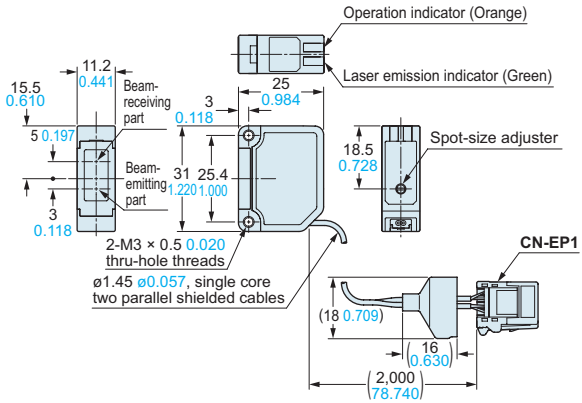 Operation indicator (Orange)
Laser emission indicator (Green)
11.2
0.441
15.5
0.610
Beam-
receiving
part
5 0.197
Beam-
emitting
part
3
0.118
25
0.984
3
0.118
31
1.220
25.4
1.000
18.5
0.728
Spot-size adjuster
2-M3 × 0.5 0.020
thru-hole threads
ø1.45 ø0.057, single core
two parallel shielded cables
CN-EP1
(18 0.709)
(16
0.630)
(2,000
78.740)